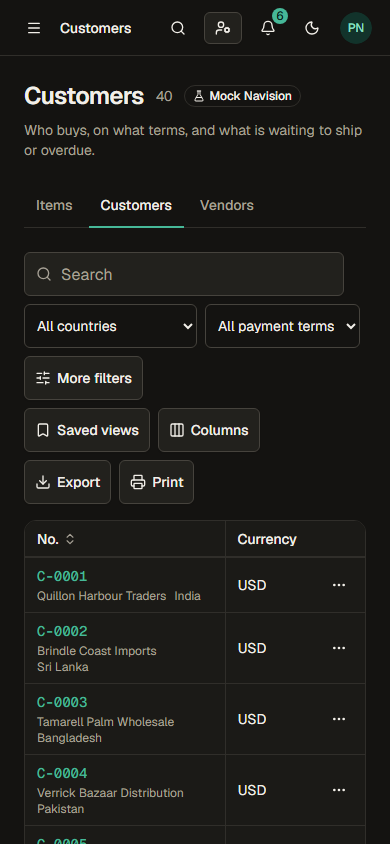 Customers
6
PN
Customers 40 Mock Navision
Who buys, on what terms, and what is waiting to ship
or overdue.
Items Customers Vendors
Search
All countries All payment terms
More filters
Saved views Columns
Export Print
No. Currency
C-0001
Quillon Harbour Traders India
USD
C-0002
Brindle Coast Imports
Sri Lanka
USD
C-0003
Tamarell Palm Wholesale
Bangladesh
USD
C-0004
Verrick Bazaar Distribution
Pakistan
USD
C-0005